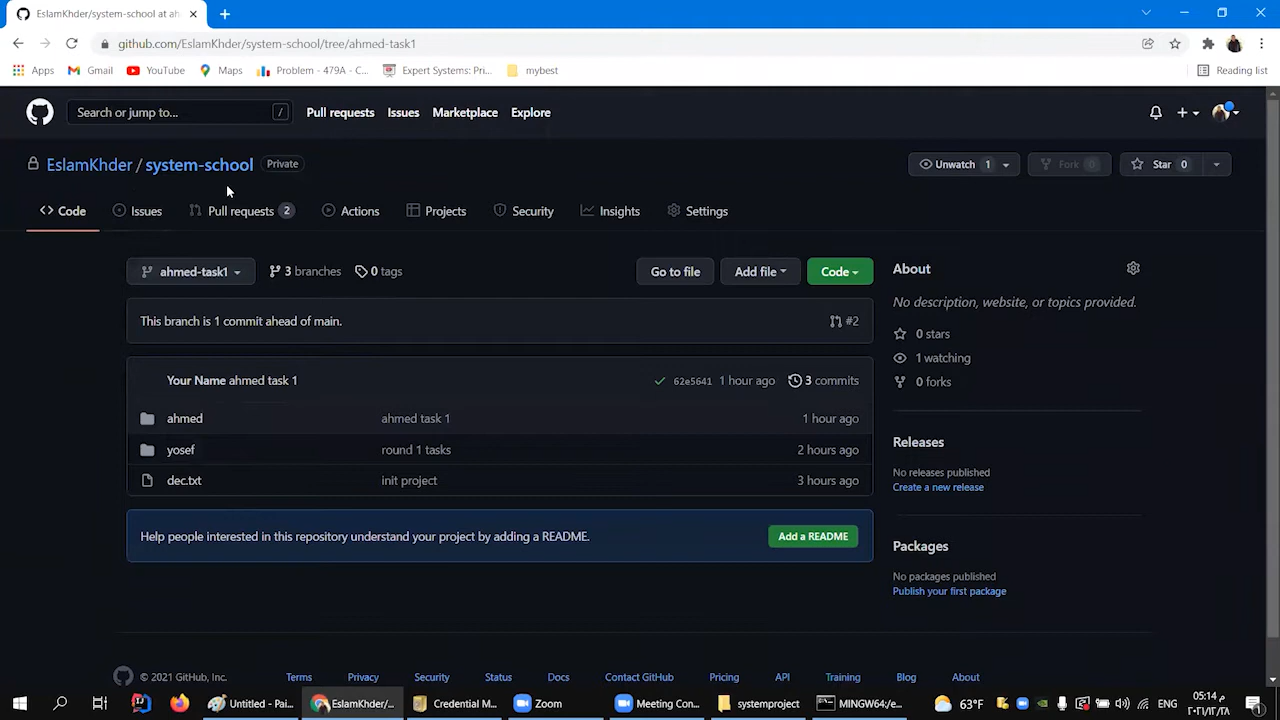 EslamKhder/system-school at ah
github.com/EslamKhder/system-school/tree/ahmed-task1
Apps Gmail YouTube Maps Problem - 479A - C... Expert Systems: Pri... mybest Reading list
Search or jump to... / Pull requests Issues Marketplace Explore
EslamKhder / system-school Private Unwatch 1 Fork 0 Star 0
Code Issues Pull requests 2 Actions Projects Security Insights Settings
ahmed-task1 3 branches 0 tags Go to file Add file Code
This branch is 1 commit ahead of main. #2
Your Name ahmed task 1 62e5641 1 hour ago 3 commits
ahmed ahmed task 1 1 hour ago
yosef round 1 tasks 2 hours ago
dec.txt init project 3 hours ago
Help people interested in this repository understand your project by adding a README. Add a README
About
No description, website, or topics provided.
0 stars
1 watching
0 forks
Releases
No releases published
Create a new release
Packages
No packages published
Publish your first package
© 2021 GitHub, Inc. Terms Privacy Security Status Docs Contact GitHub Pricing API Training Blog About
Untitled - Pai... EslamKhder/... Credential M... Zoom Meeting Con... systemproject MINGW64:/e... 63°F ENG
٠٥:١٤ م